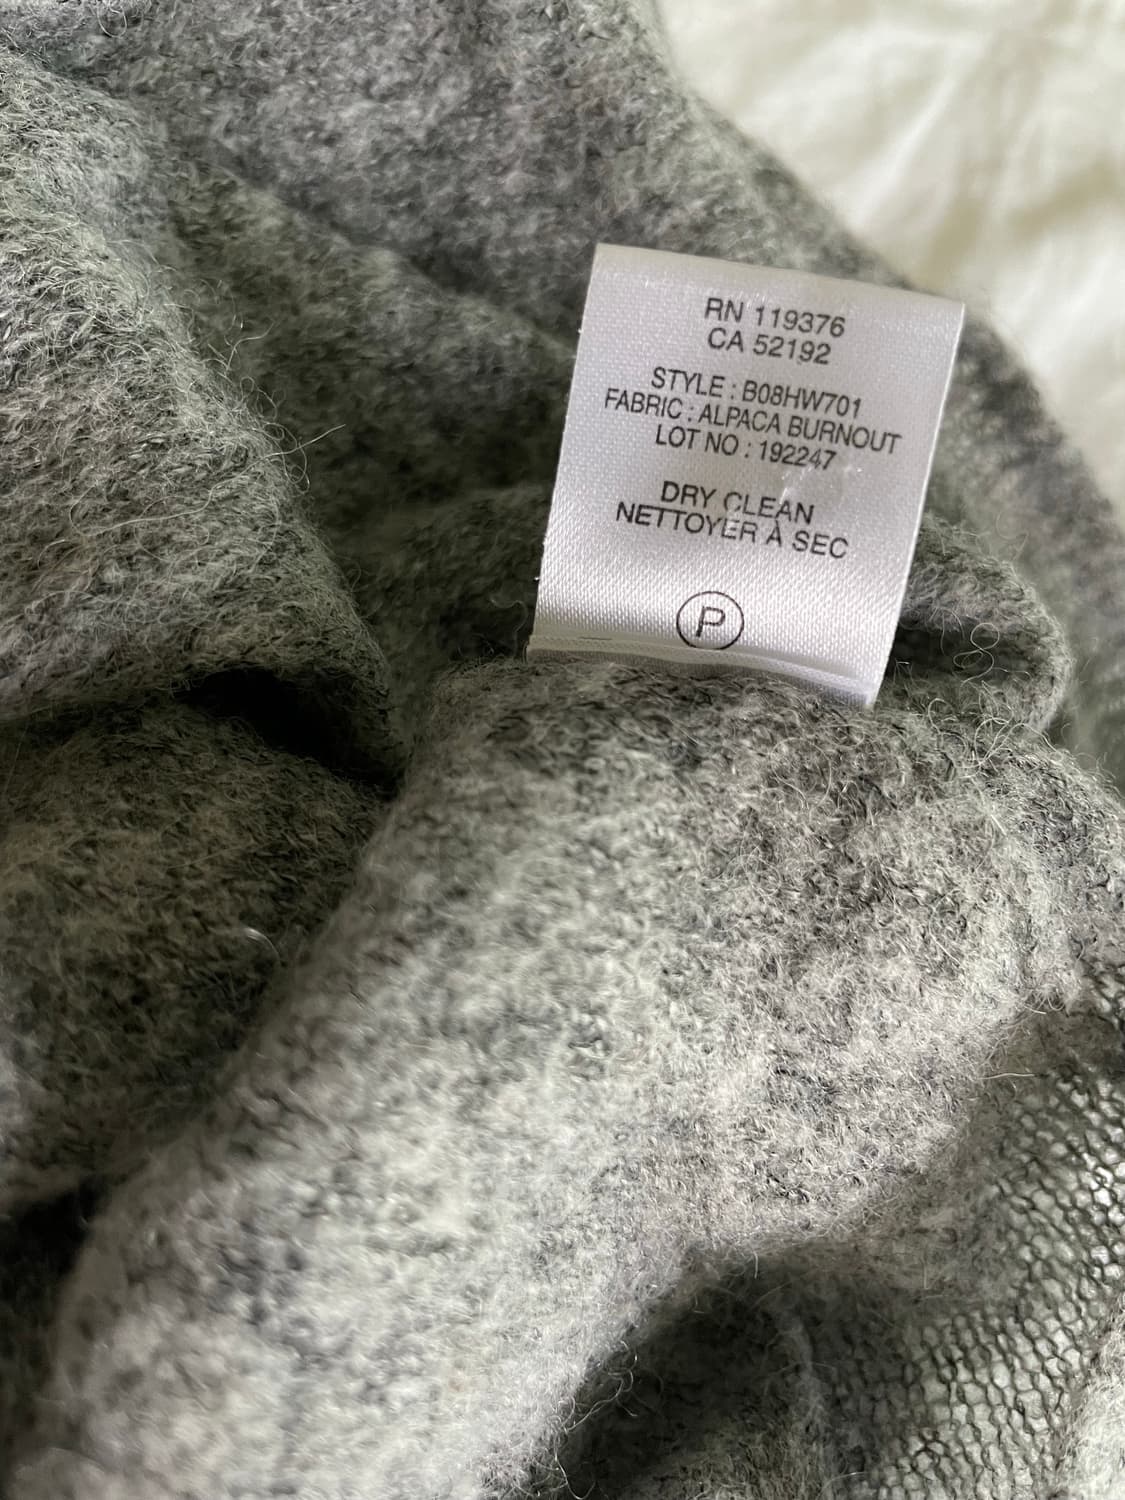 RN 119376
CA 52192
STYLE : B08HW701
FABRIC : ALPACA BURNOUT
LOT NO : 192247
DRY CLEAN
NETTOYER À SEC
P